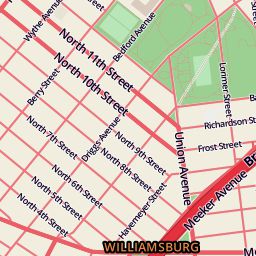 Wythe Avenue
Bedford Avenue
North 11th Street
North 10th Street
Berry Street
Lorimer Street
Driggs Avenue
Richardson St
North 7th Street
North 9th Street
Union Avenue
Frost Street
North 8th Street
North 6th Street
Meeker Avenue
North 5th Street
North 4th Street
Havemeyer Street
WILLIAMSBURG